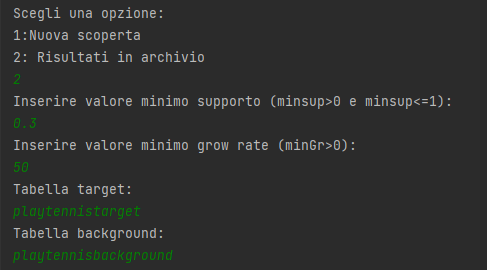 Scegli una opzione:
1:Nuova scoperta
2: Risultati in archivio
2
Inserire valore minimo supporto (minsup>0 e minsup<=1):
0.3
Inserire valore minimo grow rate (minGr>0):
50
Tabella target:
playtennistarget
Tabella background:
playtennisbackground